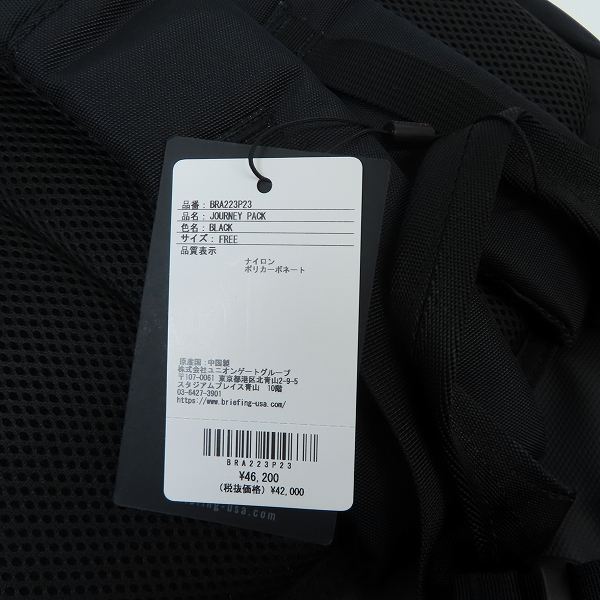 品番：BRA223P23
品名：JOURNEY PACK
色名：BLACK
サイズ：FREE
品質表示
ナイロン
ポリカーボネート
原産国：中国製
株式会社ユニオンゲートグループ
〒107-0061 東京都港区北青山2-9-5
スタジアムプレイス青山 10階
03-6427-3901
https://www.briefing-usa.com/
BRA223P23
¥46,200
(税抜価格) ¥42,000
fing-usa.com